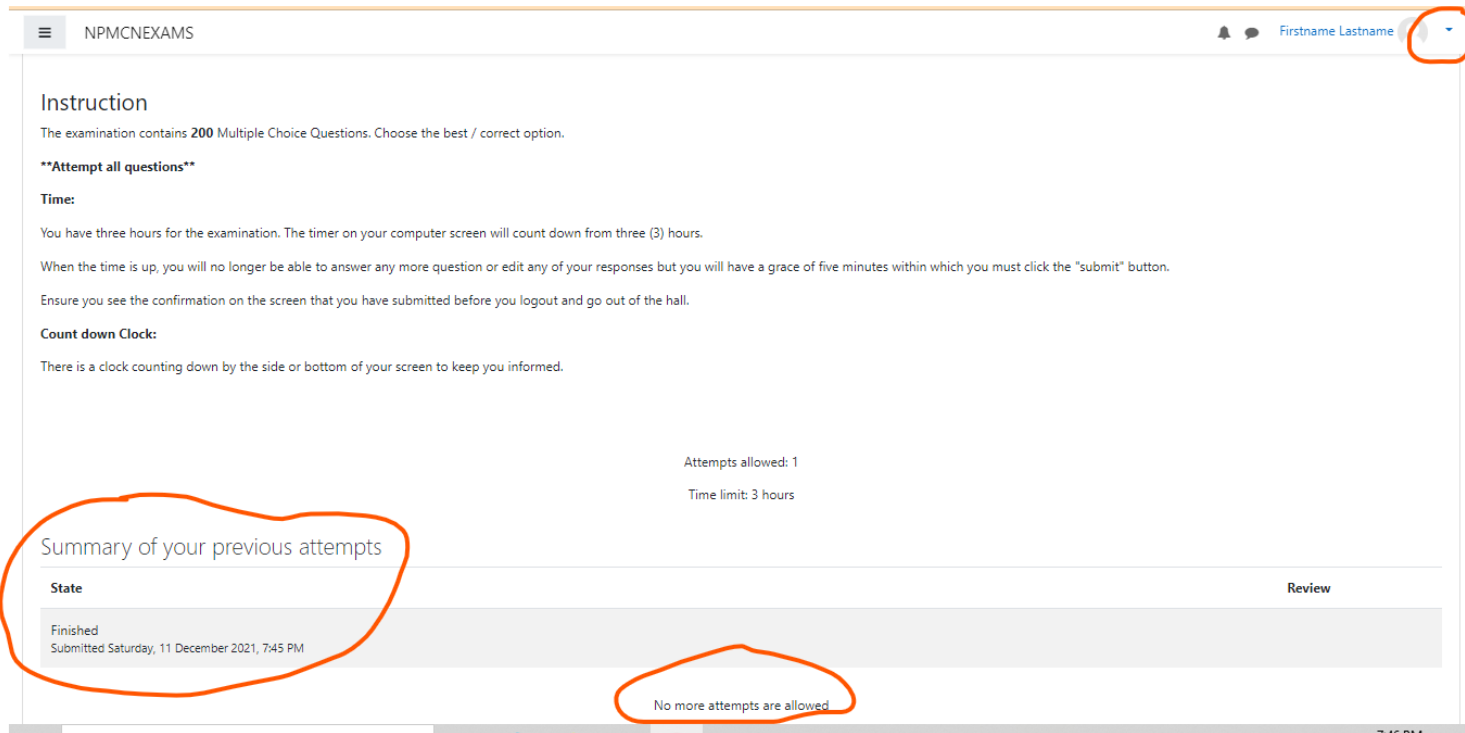 NPMCNEXAMS
Firstname Lastname
Instruction
The examination contains 200 Multiple Choice Questions. Choose the best / correct option.
**Attempt all questions**
Time:
You have three hours for the examination. The timer on your computer screen will count down from three (3) hours.
When the time is up, you will no longer be able to answer any more question or edit any of your responses but you will have a grace of five minutes within which you must click the "submit" button.
Ensure you see the confirmation on the screen that you have submitted before you logout and go out of the hall.
Count down Clock:
There is a clock counting down by the side or bottom of your screen to keep you informed.
Attempts allowed: 1
Time limit: 3 hours
Summary of your previous attempts
State Review
Finished
Submitted Saturday, 11 December 2021, 7:45 PM
No more attempts are allowed
7:46 PM